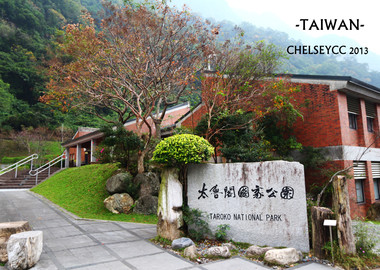 -TAIWAN-
CHELSEYCC 2013
太魯閣國家公園
TAROKO NATIONAL PARK